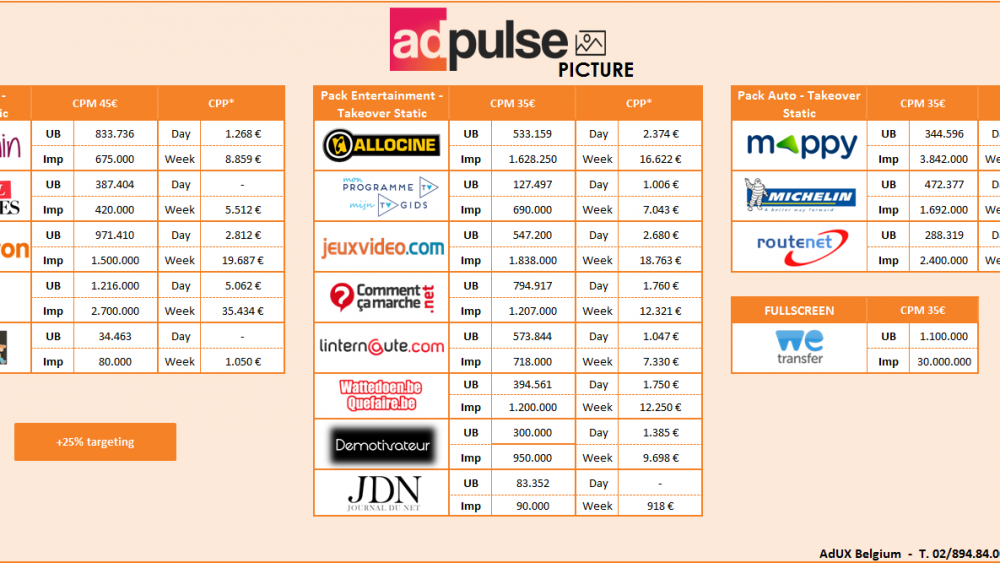 adpulse
PICTURE
-
ic
CPM 45€ CPP*
in UB 833.736 Day 1.268 €
Imp 675.000 Week 8.859 €
L UB 387.404 Day -
ES Imp 420.000 Week 5.512 €
ron UB 971.410 Day 2.812 €
Imp 1.500.000 Week 19.687 €
UB 1.216.000 Day 5.062 €
Imp 2.700.000 Week 35.434 €
UB 34.463 Day -
Imp 80.000 Week 1.050 €
+25% targeting
Pack Entertainment -
Takeover Static
CPM 35€ CPP*
ALLOCINE UB 533.159 Day 2.374 €
Imp 1.628.250 Week 16.622 €
mon
PROGRAMME TV UB 127.497 Day 1.006 €
mijn TV GIDS Imp 690.000 Week 7.043 €
jeuxvideo.com UB 547.200 Day 2.680 €
Imp 1.838.000 Week 18.763 €
Comment
ça marche.net UB 794.917 Day 1.760 €
Imp 1.207.000 Week 12.321 €
linternaute.com UB 573.844 Day 1.047 €
Imp 718.000 Week 7.330 €
Wattedoen.be UB 394.561 Day 1.750 €
Quefaire.be Imp 1.200.000 Week 12.250 €
Demotivateur UB 300.000 Day 1.385 €
Imp 950.000 Week 9.698 €
JDN UB 83.352 Day -
JOURNAL DU NET Imp 90.000 Week 918 €
Pack Auto - Takeover
Static
CPM 35€
mappy UB 344.596 Da
Imp 3.842.000 Wee
MICHELIN UB 472.377 Da
A better way forward Imp 1.692.000 Wee
routenet UB 288.319 Da
Imp 2.400.000 Wee
FULLSCREEN CPM 35€
we UB 1.100.000
transfer Imp 30.000.000
AdUX Belgium - T. 02/894.84.0